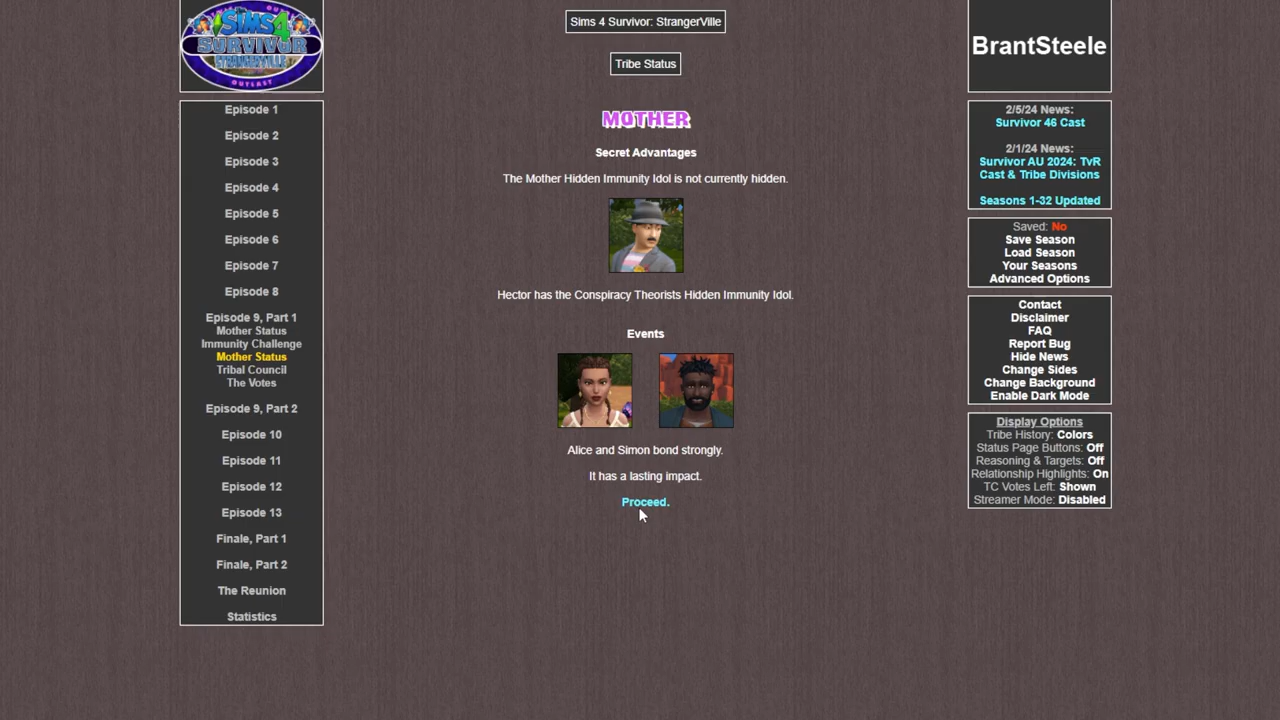 SIMS 4
SURVIVOR
STRANGERVILLE
OUTLAST
Episode 1
Episode 2
Episode 3
Episode 4
Episode 5
Episode 6
Episode 7
Episode 8
Episode 9, Part 1
Mother Status
Immunity Challenge
Mother Status
Tribal Council
The Votes
Episode 9, Part 2
Episode 10
Episode 11
Episode 12
Episode 13
Finale, Part 1
Finale, Part 2
The Reunion
Statistics
Sims 4 Survivor: StrangerVille
Tribe Status
MOTHER
Secret Advantages
The Mother Hidden Immunity Idol is not currently hidden.
Hector has the Conspiracy Theorists Hidden Immunity Idol.
Events
Alice and Simon bond strongly.
It has a lasting impact.
Proceed.
BrantSteele
2/5/24 News:
Survivor 46 Cast
2/1/24 News:
Survivor AU 2024: TvR
Cast & Tribe Divisions
Seasons 1-32 Updated
Saved: No
Save Season
Load Season
Your Seasons
Advanced Options
Contact
Disclaimer
FAQ
Report Bug
Hide News
Change Sides
Change Background
Enable Dark Mode
Display Options
Tribe History: Colors
Status Page Buttons: Off
Reasoning & Targets: Off
Relationship Highlights: On
TC Votes Left: Shown
Streamer Mode: Disabled